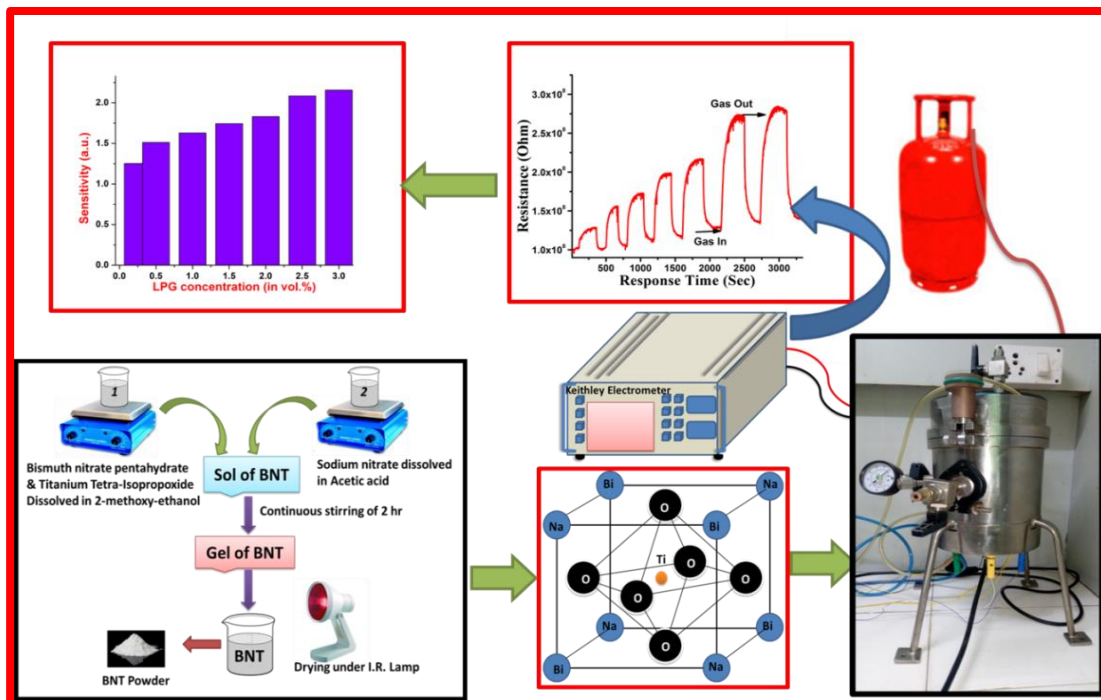 2.0
1.5
1.0
0.5
0.0
Sensitivity (a.u.)
0.0 0.5 1.0 1.5 2.0 2.5 3.0
LPG concentration (in vol.%)
3.0x10⁸
2.5x10⁸
2.0x10⁸
1.5x10⁸
1.0x10⁸
Resistance (Ohm)
Gas Out
Gas In
500 1000 1500 2000 2500 3000
Response Time (Sec)
Keithley Electrometer
1
2
Bismuth nitrate pentahydrate
& Titanium Tetra-Isopropoxide
Dissolved in 2-methoxy-ethanol
Sodium nitrate dissolved
in Acetic acid
Sol of BNT
Continuous stirring of 2 hr
Gel of BNT
BNT
Drying under I.R. Lamp
BNT Powder
Bi Na
Na O Bi
Ti O
O O O
Na Bi
O
Bi Na